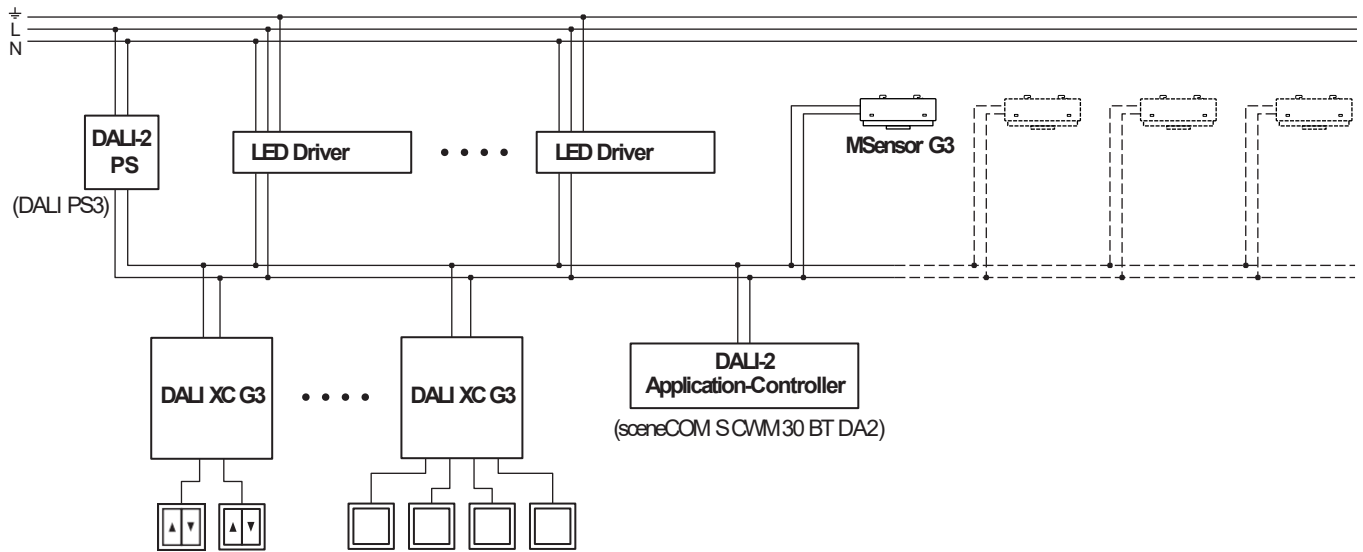 L
N
DALI-2
PS
(DALI PS3)
LED Driver
LED Driver
MSensor G3
DALI XC G3
DALI XC G3
DALI-2
Application-Controller
(sceneCOM S CWM 30 BT DA2)